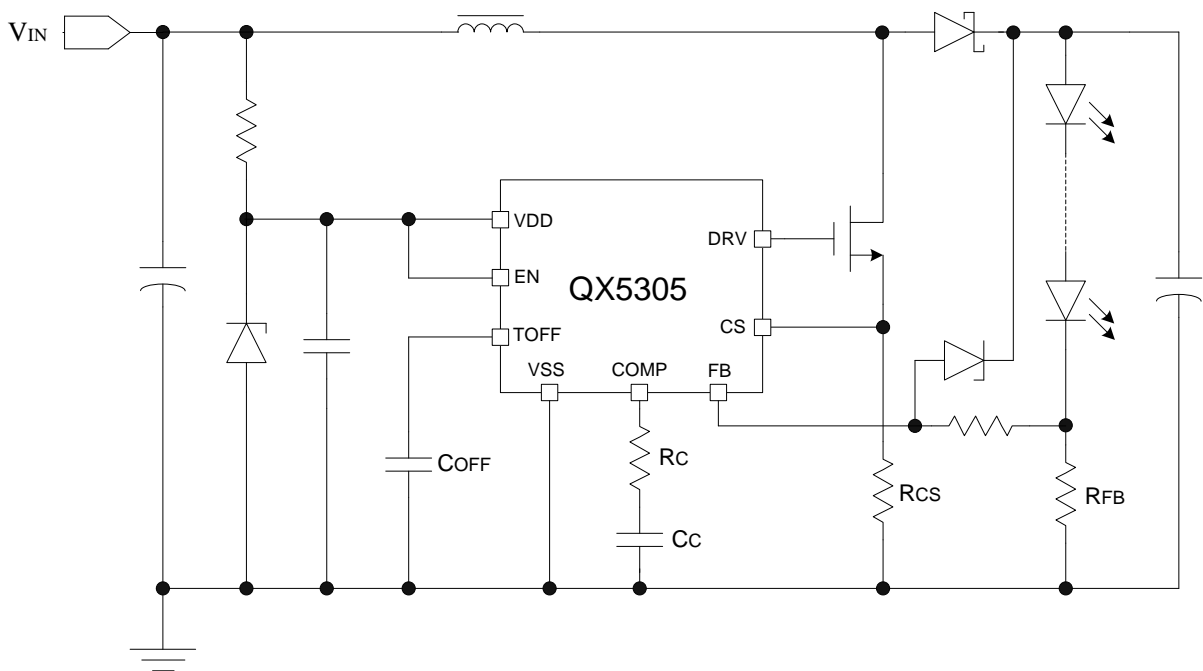 VIN
VDD
DRV
EN
QX5305
CS
TOFF
VSS
COMP
FB
COFF
RC
RCS
RFB
CC